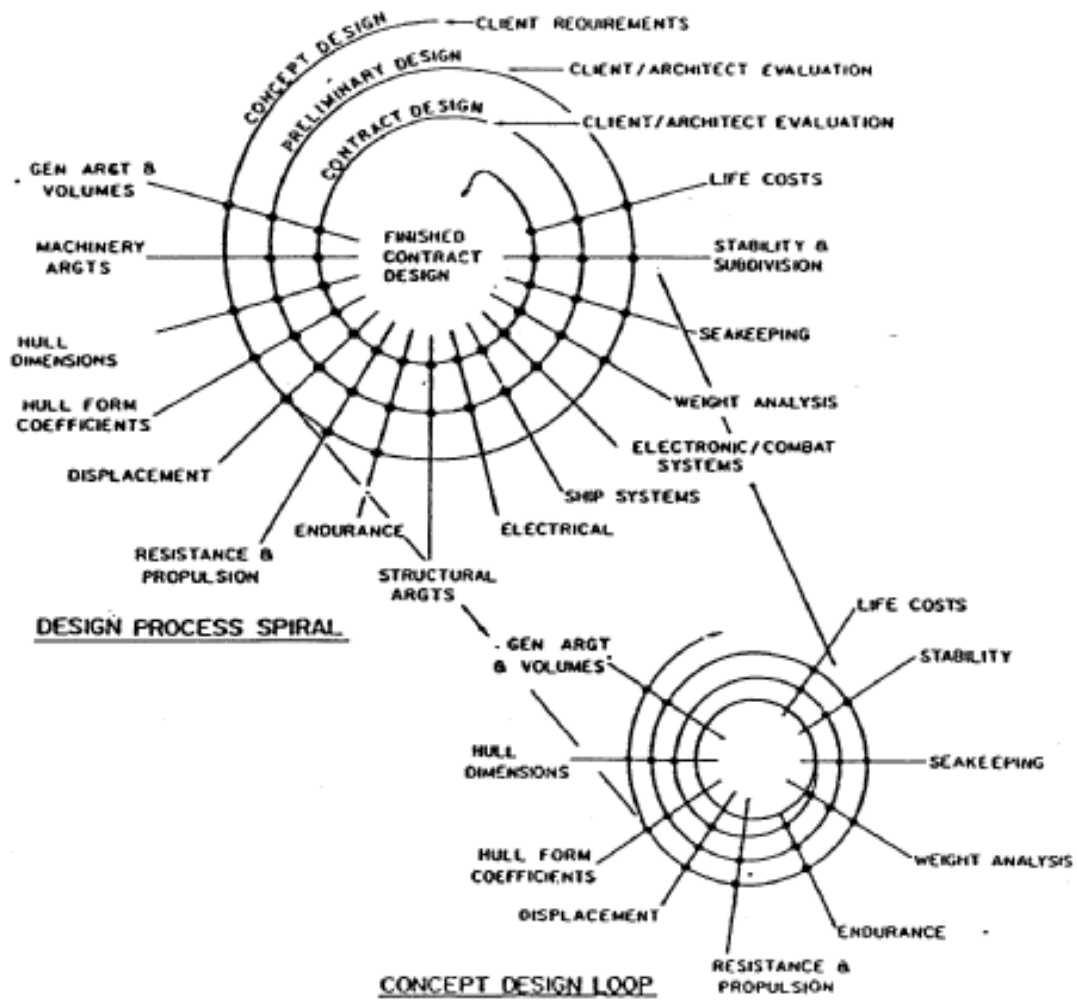 CONCEPT DESIGN
CLIENT REQUIREMENTS
PRELIMINARY DESIGN
CLIENT/ARCHITECT EVALUATION
CONTRACT DESIGN
CLIENT/ARCHITECT EVALUATION
GEN ARGT &
VOLUMES
LIFE COSTS
MACHINERY
ARGTS
FINISHED
CONTRACT
DESIGN
STABILITY &
SUBDIVISION
HULL
DIMENSIONS
SEAKEEPING
HULL FORM
COEFFICIENTS
WEIGHT ANALYSIS
DISPLACEMENT
ELECTRONIC/COMBAT
SYSTEMS
SHIP SYSTEMS
ENDURANCE
ELECTRICAL
RESISTANCE &
PROPULSION
STRUCTURAL
ARGTS
DESIGN PROCESS SPIRAL
LIFE COSTS
GEN ARGT
& VOLUMES
STABILITY
HULL
DIMENSIONS
SEAKEEPING
HULL FORM
COEFFICIENTS
WEIGHT ANALYSIS
DISPLACEMENT
ENDURANCE
RESISTANCE &
PROPULSION
CONCEPT DESIGN LOOP